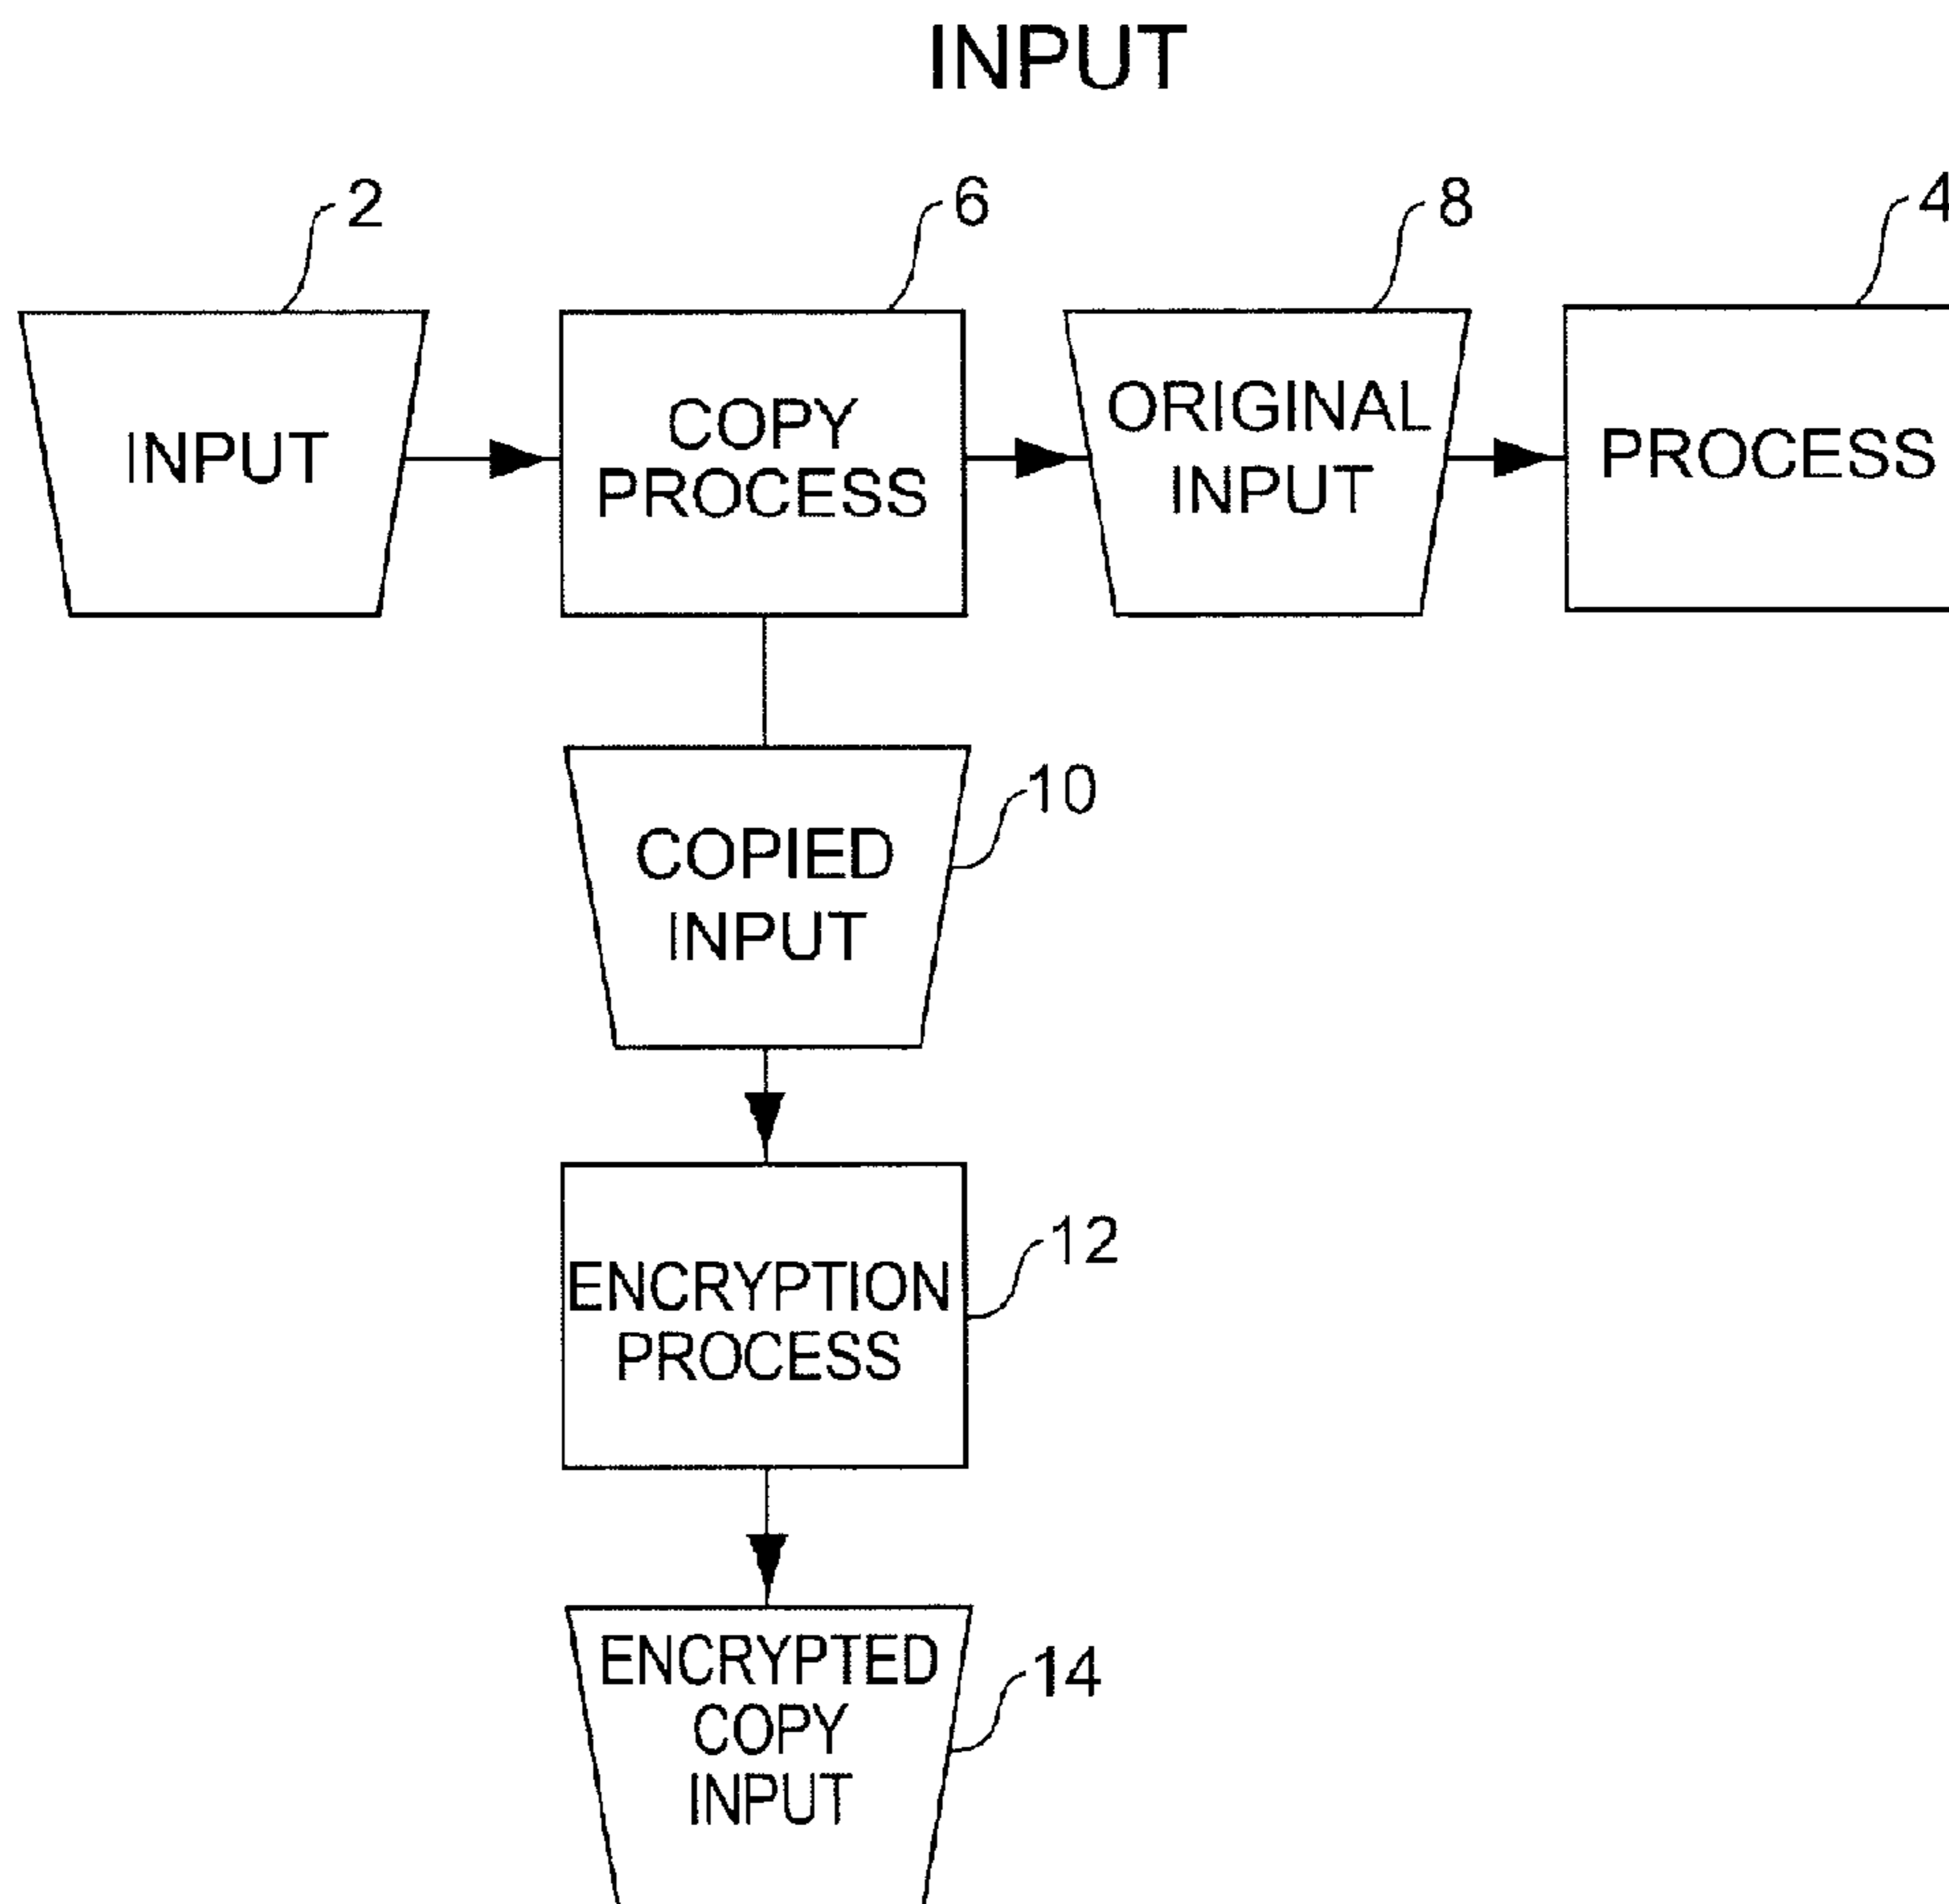 INPUT
2
6
8
4
INPUT
COPY
PROCESS
ORIGINAL
INPUT
PROCESS
10
COPIED
INPUT
12
ENCRYPTION
PROCESS
14
ENCRYPTED
COPY
INPUT